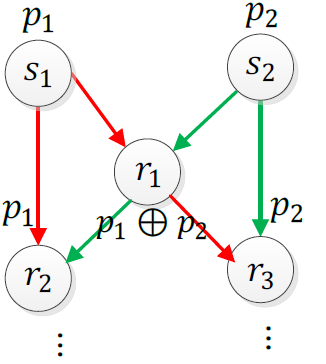 p₁ p₂
s₁ s₂
r₁
p₁ p₁ ⊕ p₂ p₂
r₂ r₃
⋮ ⋮